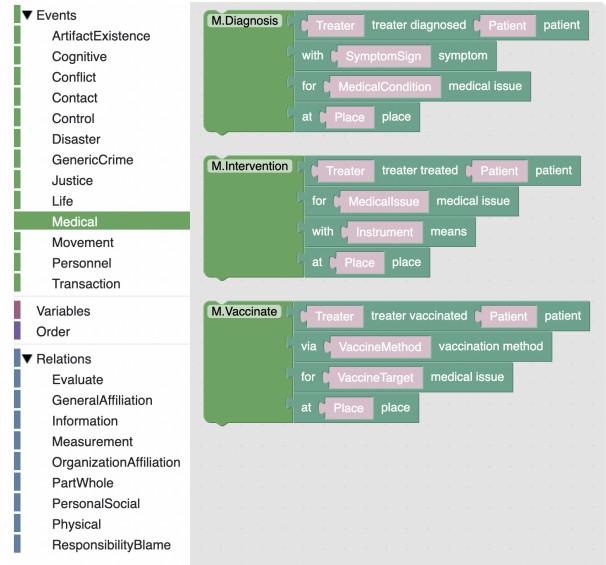 ▼ Events
ArtifactExistence
Cognitive
Conflict
Contact
Control
Disaster
GenericCrime
Justice
Life
Medical
Movement
Personnel
Transaction
Variables
Order
▼ Relations
Evaluate
GeneralAffiliation
Information
Measurement
OrganizationAffiliation
PartWhole
PersonalSocial
Physical
ResponsibilityBlame
M.Diagnosis Treater treater diagnosed Patient patient
with SymptomSign symptom
for MedicalCondition medical issue
at Place place
M.Intervention Treater treater treated Patient patient
for MedicalIssue medical issue
with Instrument means
at Place place
M.Vaccinate Treater treater vaccinated Patient patient
via VaccineMethod vaccination method
for VaccineTarget medical issue
at Place place